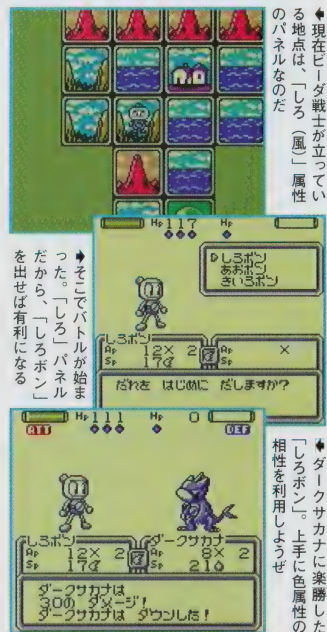 ←現在ビーダ戦士が立ってい
る地点は、「しろ（風）」属性
のパネルなのだ
HP117
HP
しろボン
あおボン
きいろボン
しろボン
AP 12× 2
SP 17
AP ×
SP
だれを はじめに だしますか？
➡そこでバトルが始ま
った。「しろ」パネル
だから、「しろボン」
を出せば有利になる
HP111
HP 0
ATT
DEF
しろボン
AP 12× 2
SP 17
ダークサカナ
AP 8× 2
SP 21
ダークサカナは
30の ダメージ！
ダークサカナは ダウンした！
←ダークサカナに楽勝した
「しろボン」。上手に色属性の
相性を利用しようぜ